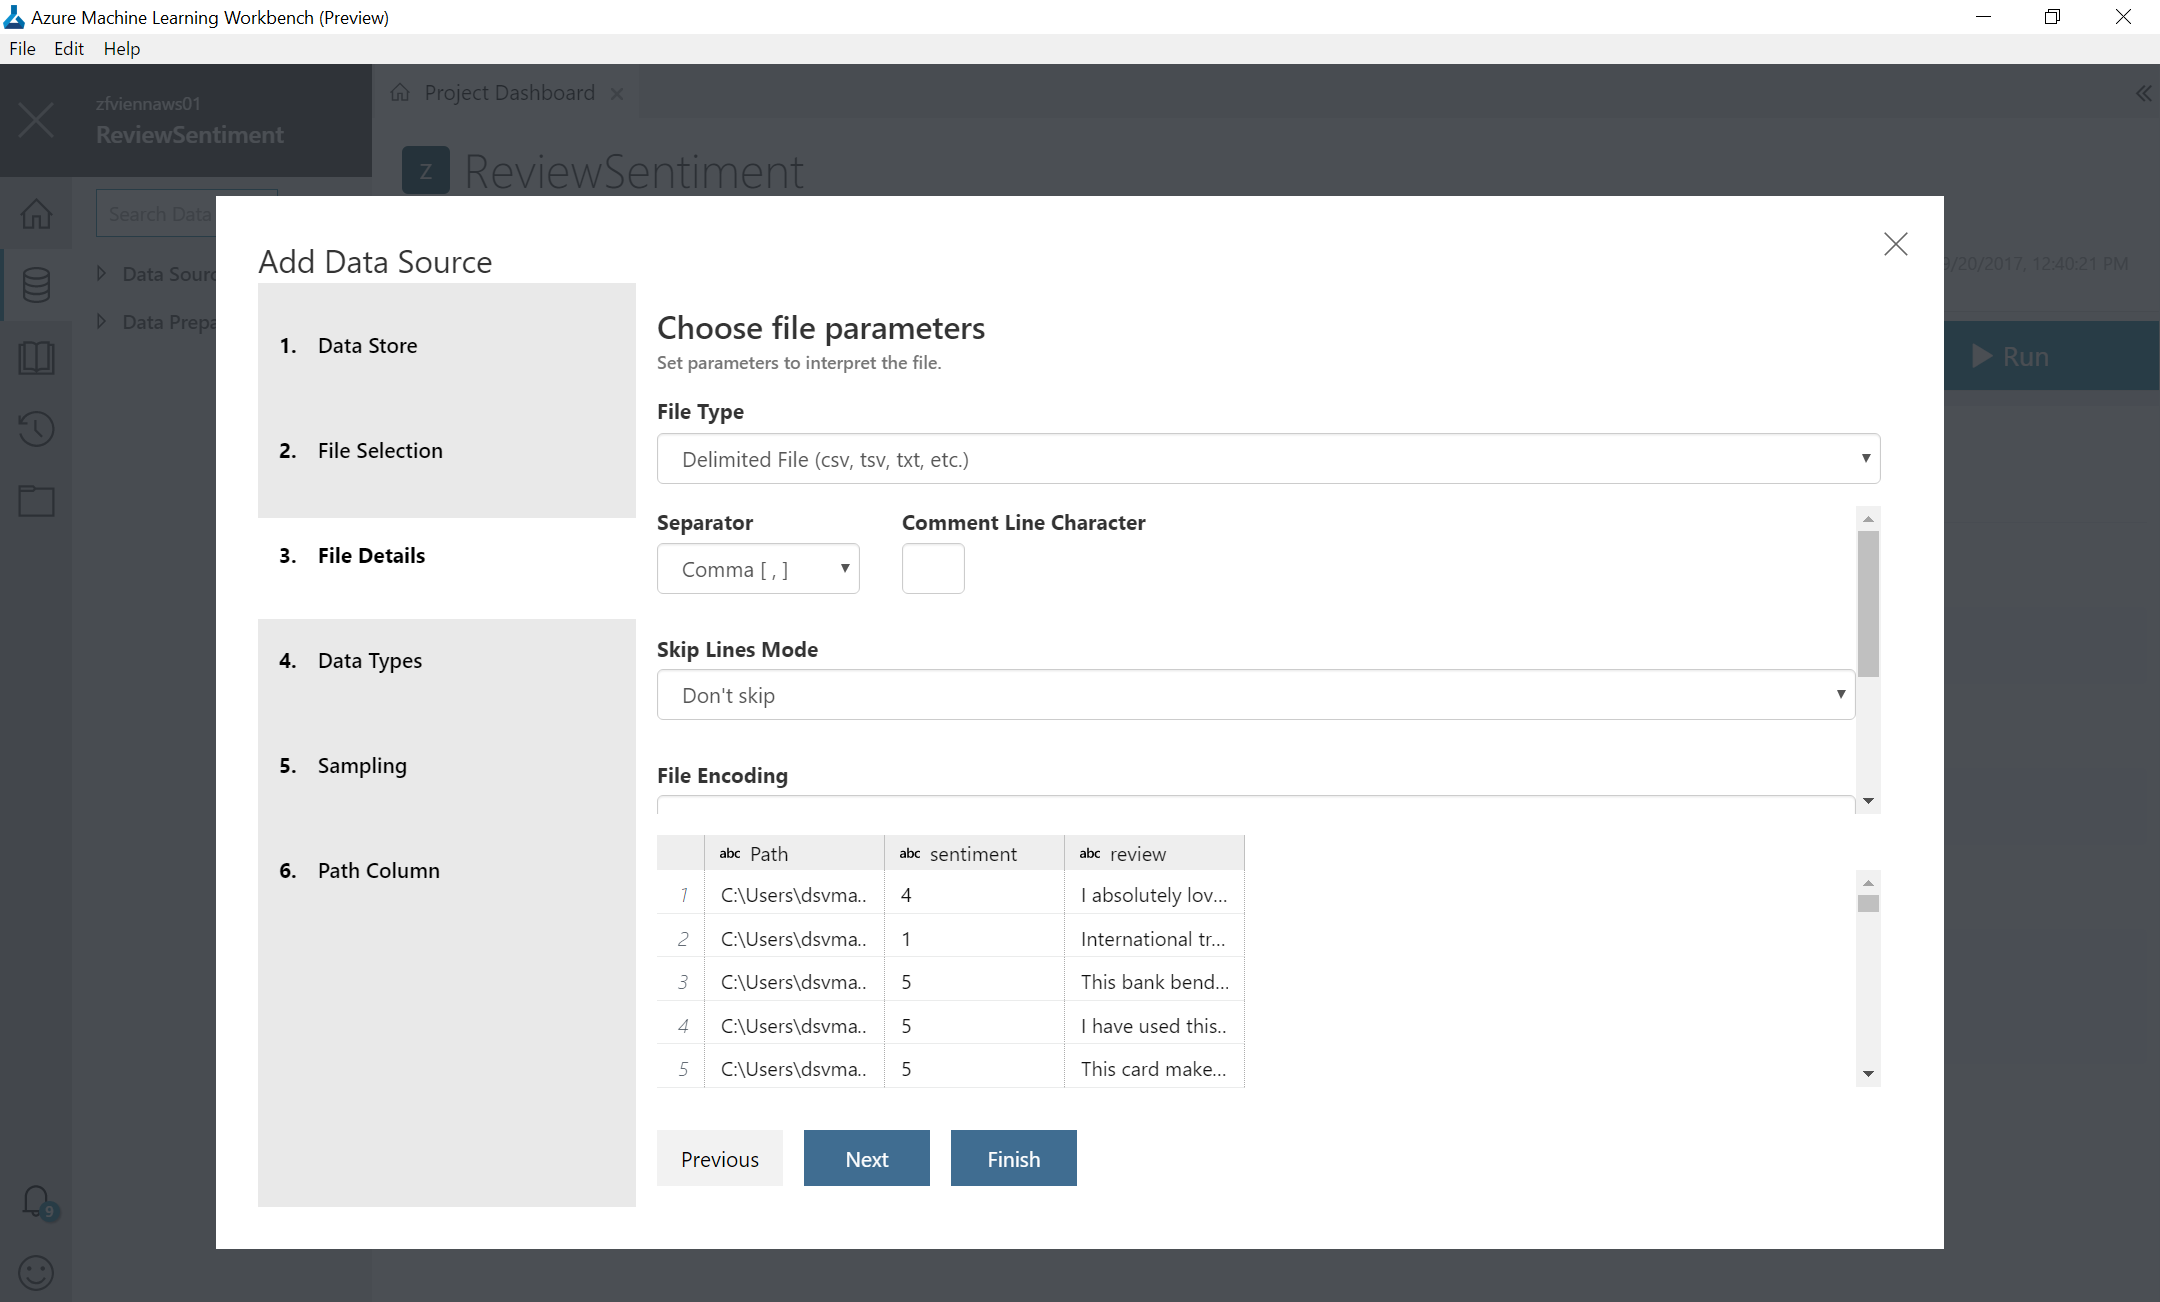 Azure Machine Learning Workbench (Preview)
File Edit Help
zfviennaws01
ReviewSentiment
Project Dashboard
Z ReviewSentiment
Search Data
Data Sourc
Data Prepa
9/20/2017, 12:40:21 PM
Run
Add Data Source
1. Data Store
2. File Selection
3. File Details
4. Data Types
5. Sampling
6. Path Column
Choose file parameters
Set parameters to interpret the file.
File Type
Delimited File (csv, tsv, txt, etc.)
Separator Comment Line Character
Comma [ , ]
Skip Lines Mode
Don't skip
File Encoding
abc Path abc sentiment abc review
1 C:\Users\dsvma.. 4 I absolutely lov...
2 C:\Users\dsvma.. 1 International tr...
3 C:\Users\dsvma.. 5 This bank bend...
4 C:\Users\dsvma.. 5 I have used this..
5 C:\Users\dsvma.. 5 This card make...
Previous Next Finish
9